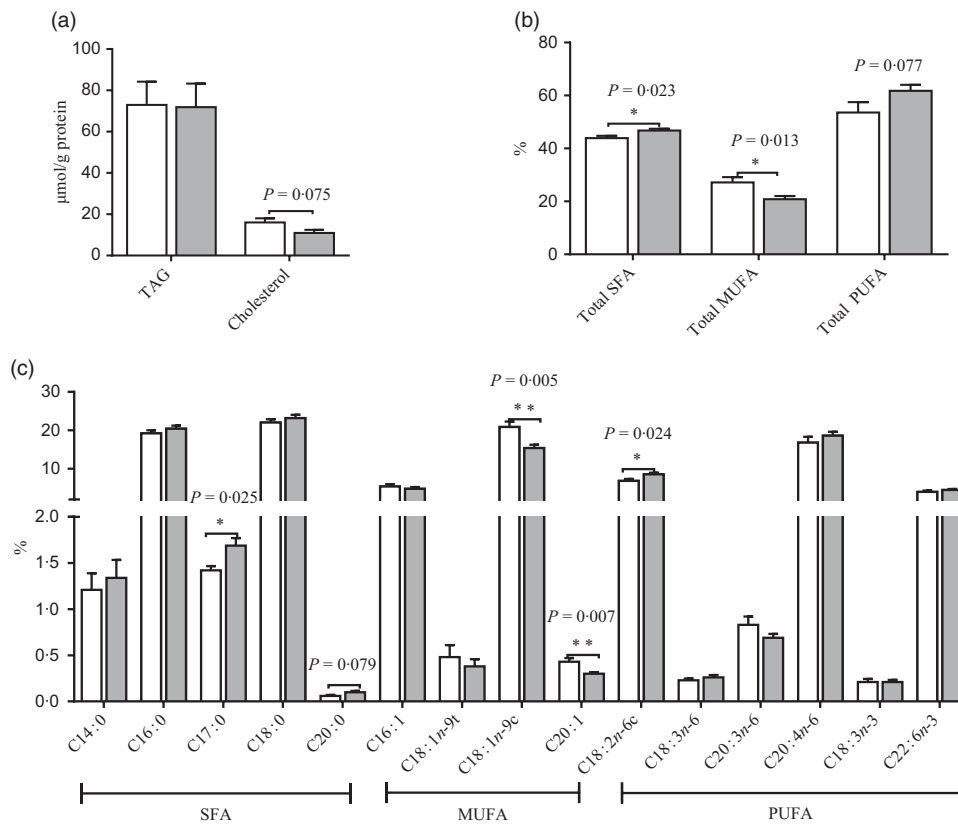 (a)
100
80
60
40
20
0
μmol/g protein
P = 0·075
TAG
Cholesterol
(b)
80
60
40
20
0
%
P = 0·023
*
P = 0·013
*
P = 0·077
Total SFA
Total MUFA
Total PUFA
(c)
30
20
10
2·0
1·5
1·0
0·5
0·0
%
P = 0·025
*
P = 0·079
P = 0·005
**
P = 0·007
**
P = 0·024
*
C14:0
C16:0
C17:0
C18:0
C20:0
C16:1
C18:1n-9t
C18:1n-9c
C20:1
C18:2n-6c
C18:3n-6
C20:3n-6
C20:4n-6
C18:3n-3
C22:6n-3
SFA
MUFA
PUFA